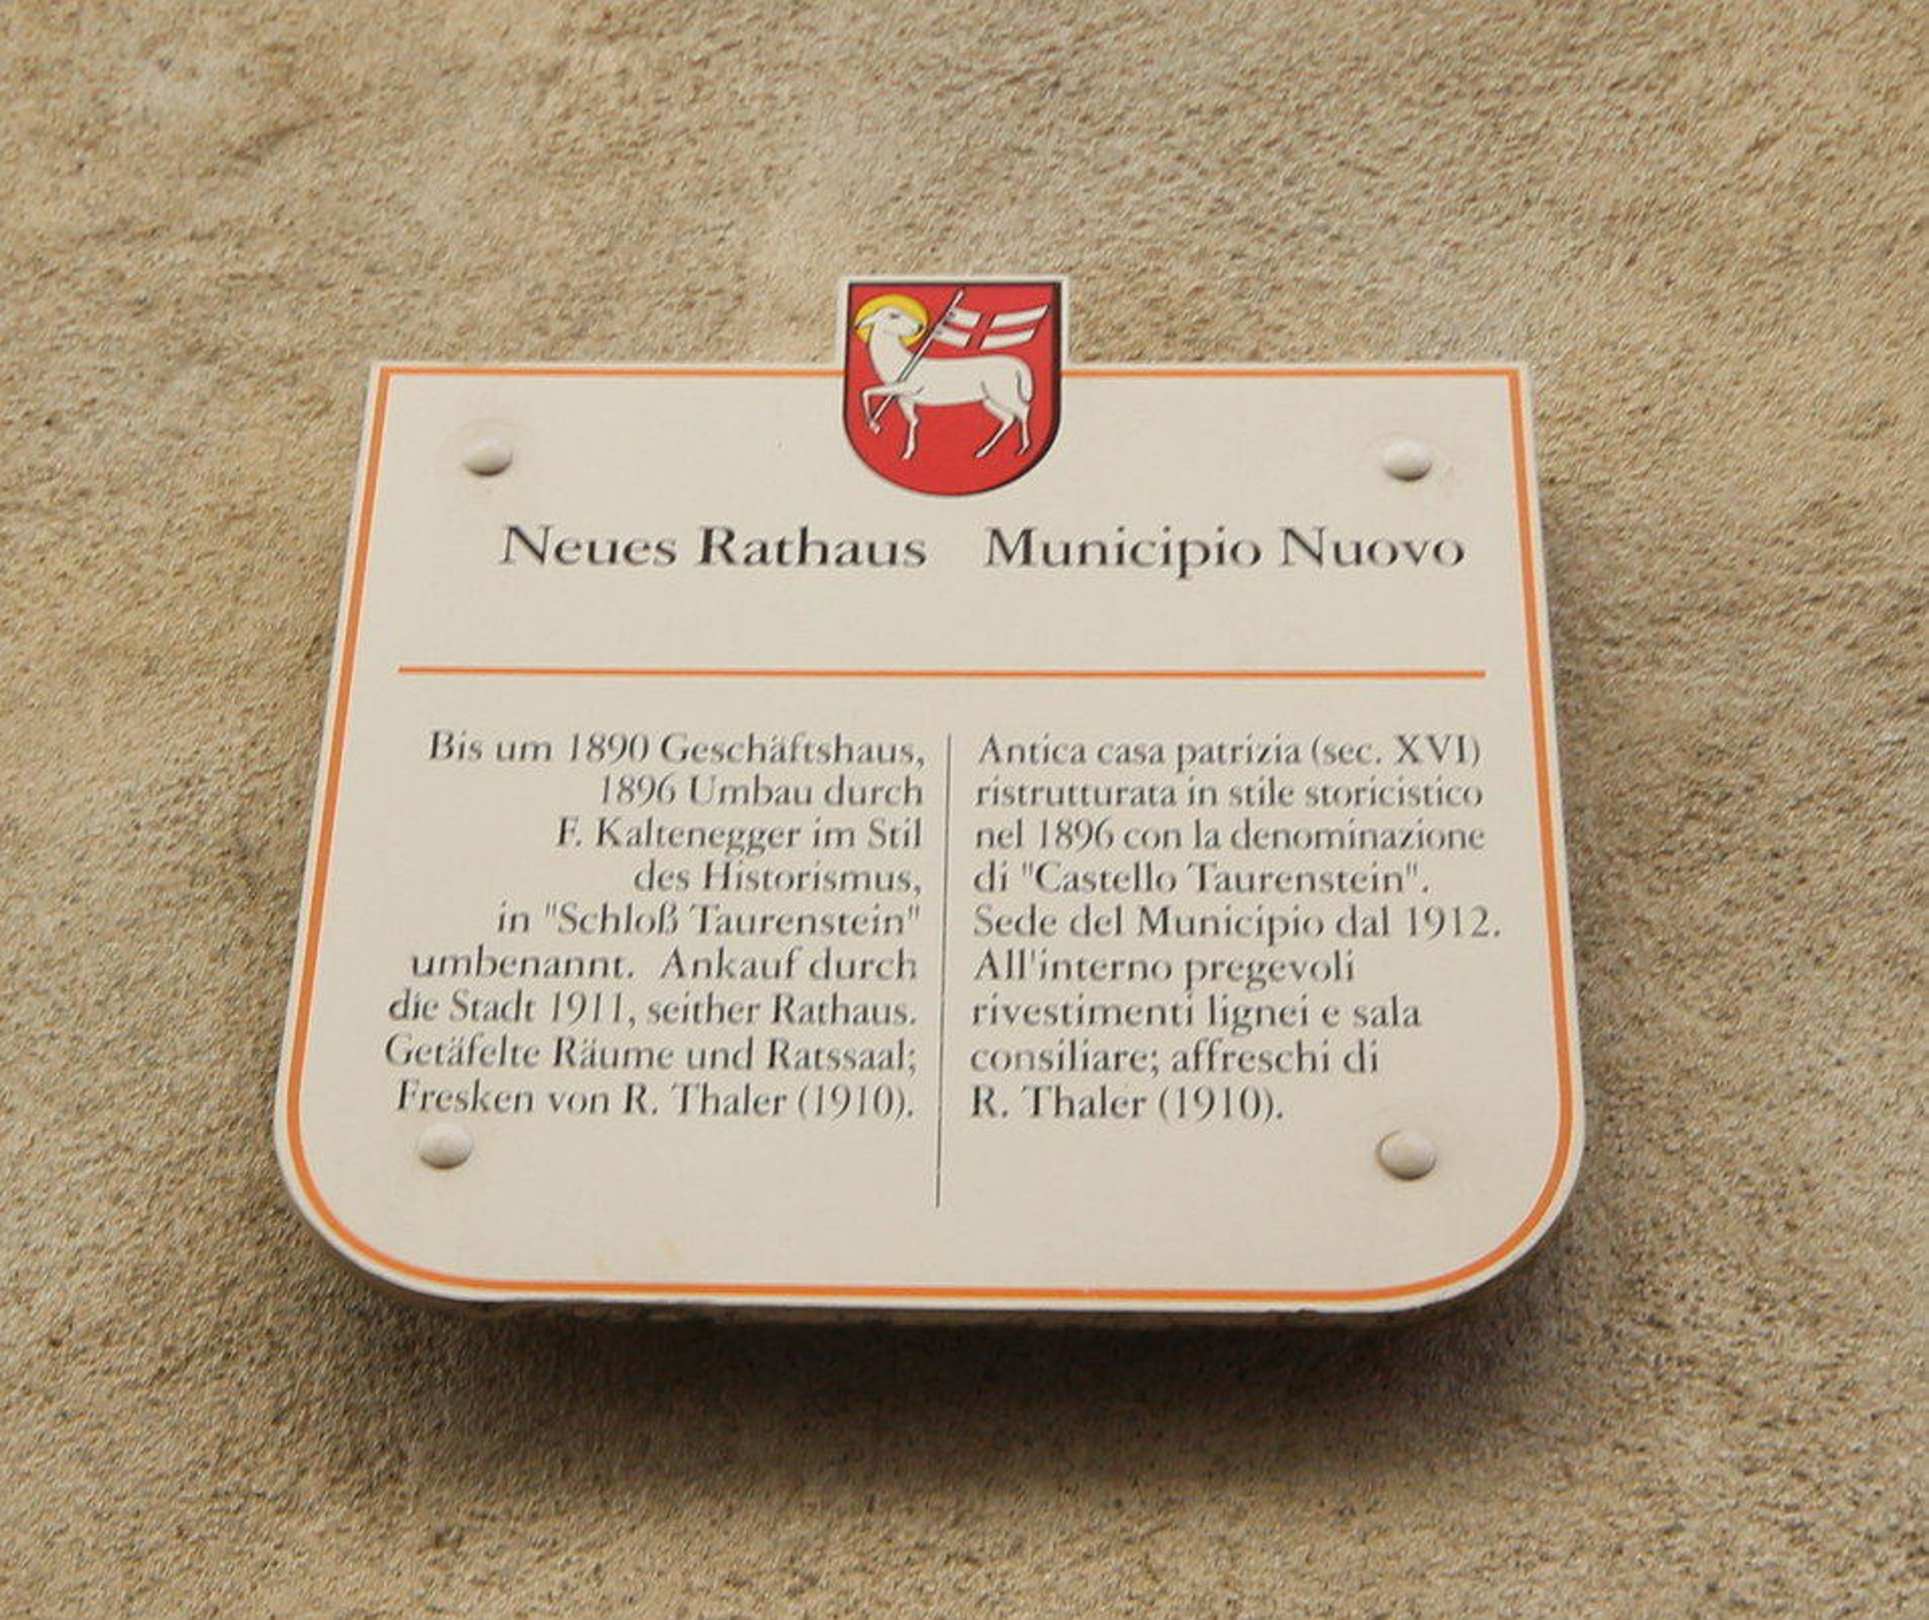 Neues Rathaus
Bis um 1890 Geschäftshaus,
1896 Umbau durch
F. Kaltenegger im Stil
des Historismus,
in "Schloß Taurenstein"
umbenannt. Ankauf durch
die Stadt 1911, seither Rathaus.
Getäfelte Räume und Ratssaal;
Fresken von R. Thaler (1910).
Municipio Nuovo
Antica casa patrizia (sec. XVI)
ristrutturata in stile storicistico
nel 1896 con la denominazione
di "Castello Taurenstein".
Sede del Municipio dal 1912.
All'interno pregevoli
rivestimenti lignei e sala
consiliare; affreschi di
R. Thaler (1910).